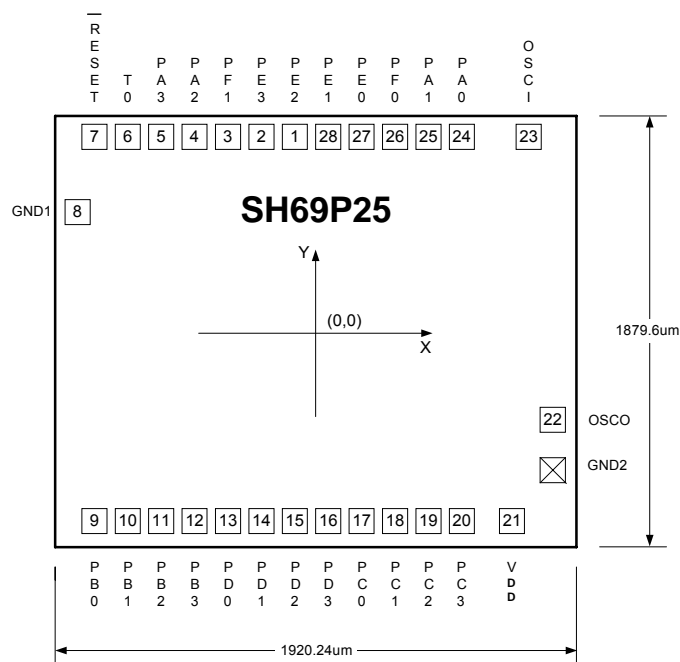 RESET T0 PA3 PA2 PF1 PE3 PE2 PE1 PE0 PF0 PA1 PA0 OSCI
7 6 5 4 3 2 1 28 27 26 25 24 23
GND1 8
SH69P25
Y
(0,0)
X
1879.6um
22 OSCO
GND2
9 10 11 12 13 14 15 16 17 18 19 20 21
PB0 PB1 PB2 PB3 PD0 PD1 PD2 PD3 PC0 PC1 PC2 PC3 VDD
1920.24um